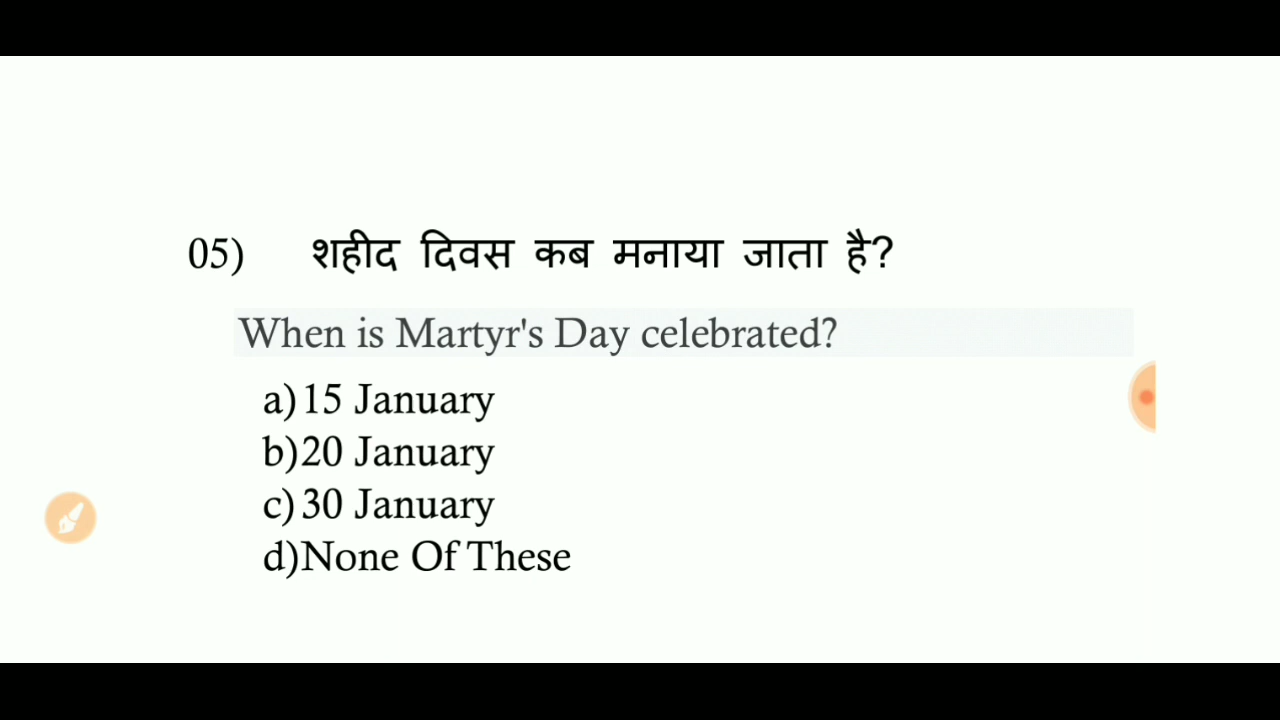 05) शहीद दिवस कब मनाया जाता है?
When is Martyr's Day celebrated?
a)15 January
b)20 January
c)30 January
d)None Of These